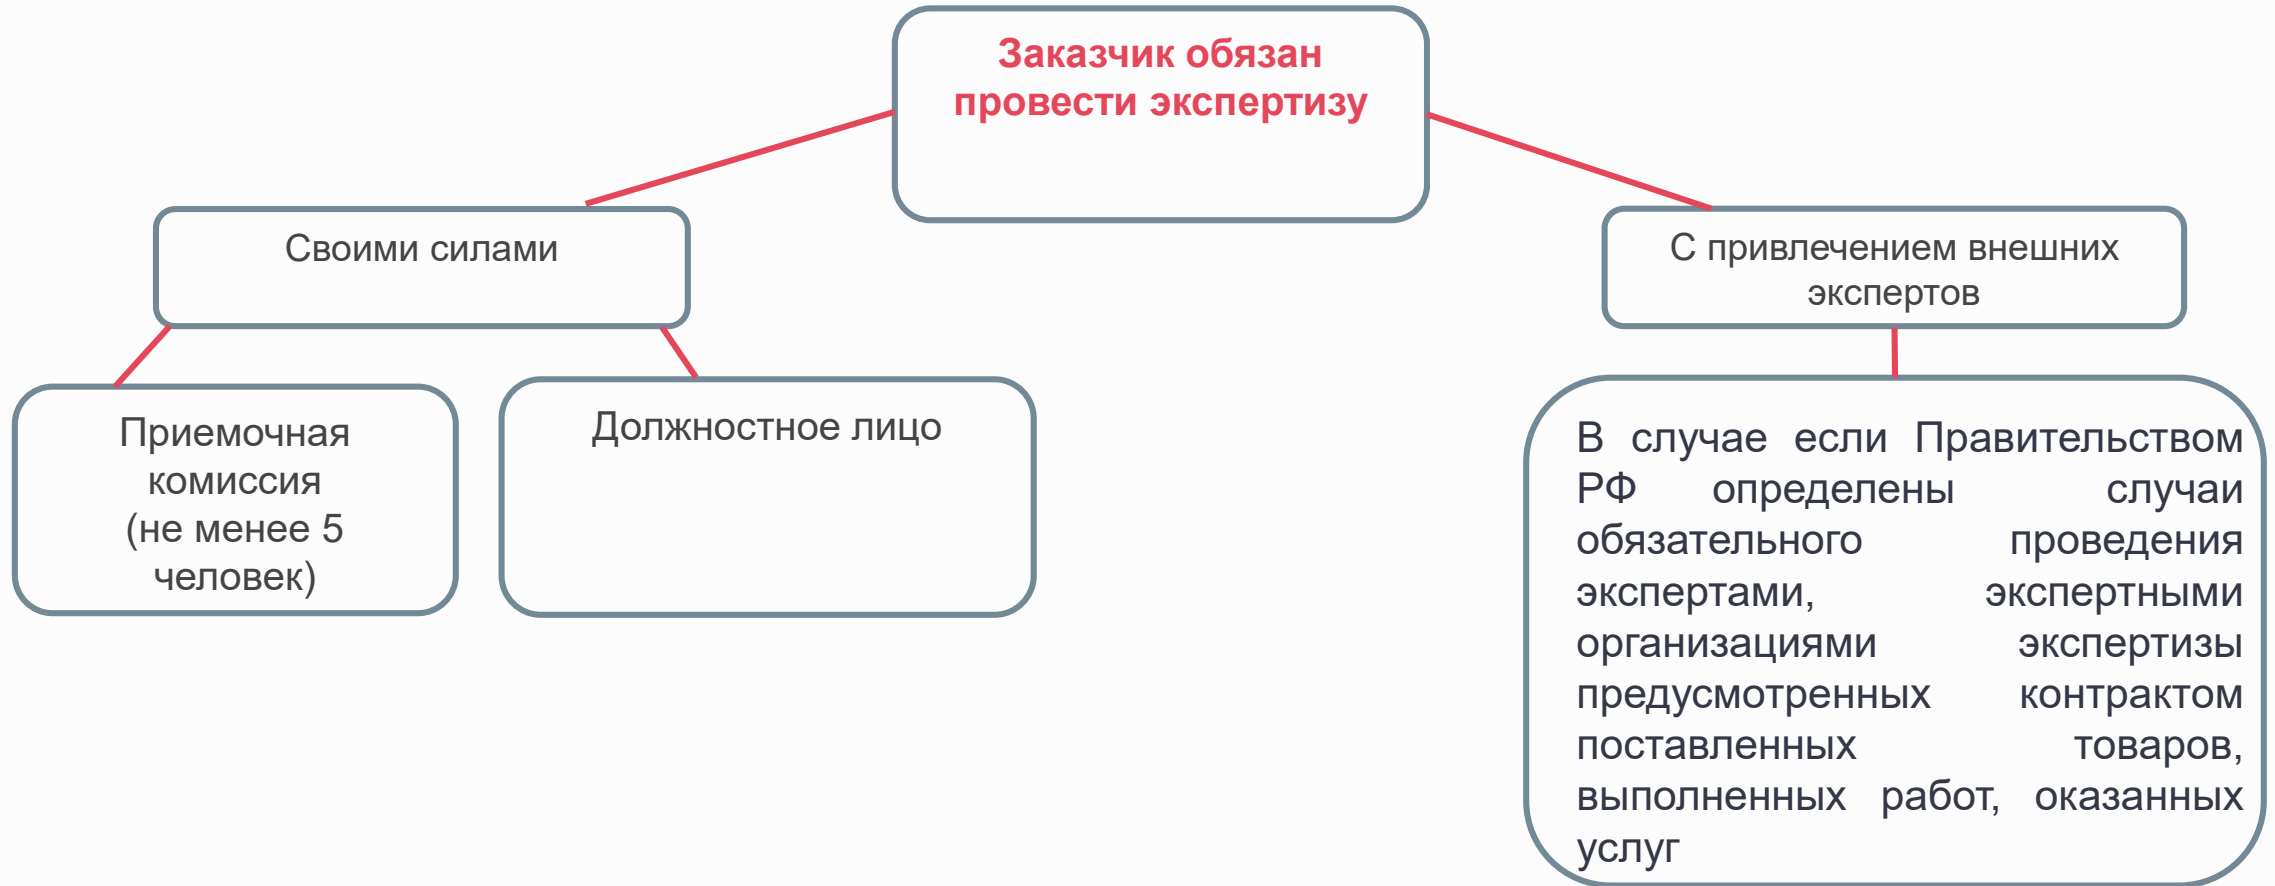 Заказчик обязан
провести экспертизу
Своими силами
С привлечением внешних
экспертов
Приемочная
комиссия
(не менее 5
человек)
Должностное лицо
В случае если Правительством
РФ определены случаи
обязательного проведения
экспертами, экспертными
организациями экспертизы
предусмотренных контрактом
поставленных товаров,
выполненных работ, оказанных
услуг